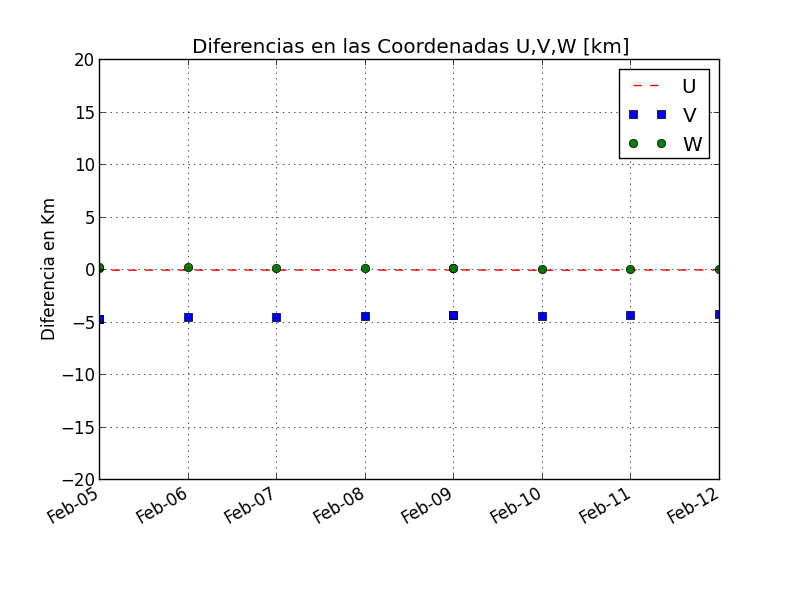 Diferencias en las Coordenadas U,V,W [km]
U
V
W
Diferencia en Km
20
15
10
5
0
−5
−10
−15
−20
Feb-05
Feb-06
Feb-07
Feb-08
Feb-09
Feb-10
Feb-11
Feb-12